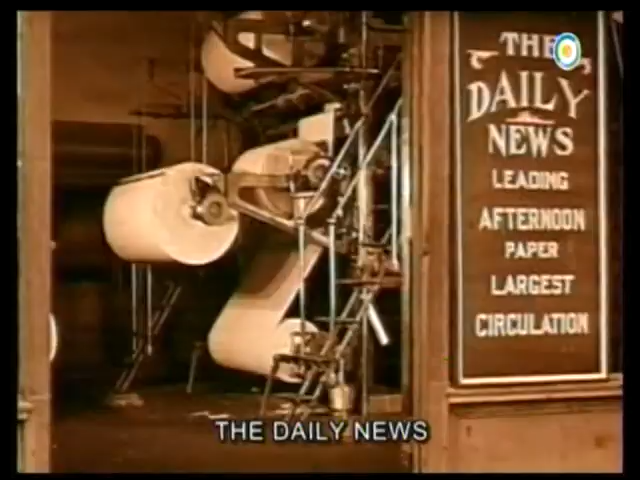 THE
DAILY
NEWS
LEADING
AFTERNOON
PAPER
LARGEST
CIRCULATION
THE DAILY NEWS